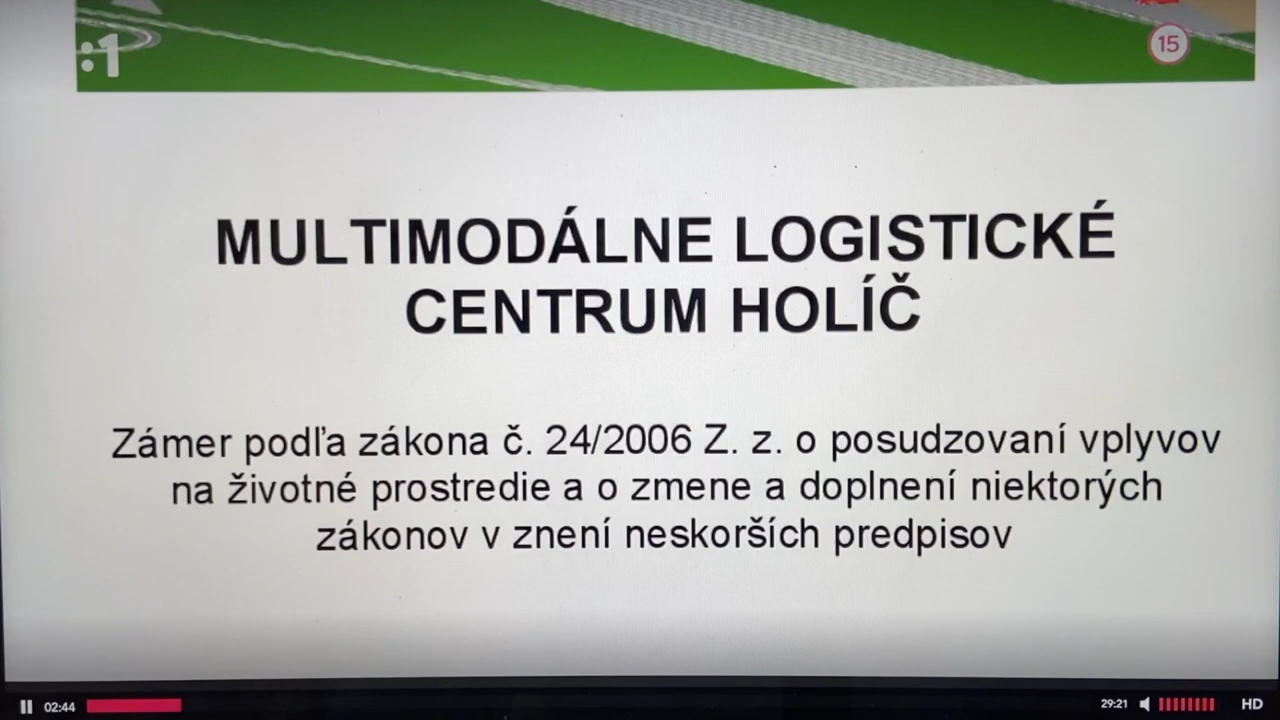 :1
15
MULTIMODÁLNE LOGISTICKÉ
CENTRUM HOLÍČ
Zámer podľa zákona č. 24/2006 Z. z. o posudzovaní vplyvov
na životné prostredie a o zmene a doplnení niektorých
zákonov v znení neskorších predpisov
02:44
29:21
HD